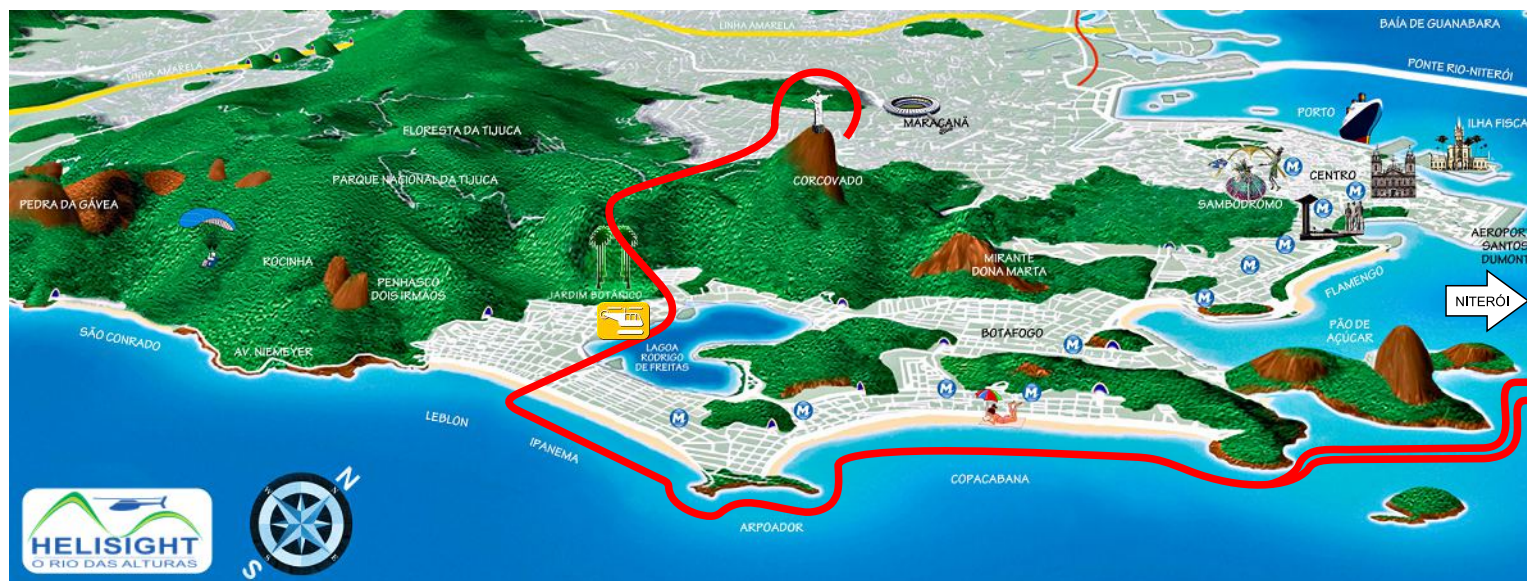 LINHA AMARELA
BAÍA DE GUANABARA
LINHA AMARELA
PONTE RIO-NITERÓI
PORTO
ILHA FISCA
MARACANÃ
FLORESTA DA TIJUCA
CENTRO
M
PARQUE NACIONAL DA TIJUCA
CORCOVADO
M
PEDRA DA GÁVEA
SAMBÓDROMO
M
AEROPOR
SANTOS
DUMONT
M
ROCINHA
MIRANTE
DONA MARTA
M
PENHASCO
DOIS IRMÃOS
JARDIM BOTÂNICO
FLAMENGO
M
NITERÓI
SÃO CONRADO
AV. NIEMEYER
LAGOA
RODRIGO
DE FREITAS
BOTAFOGO
M
PÃO DE
AÇÚCAR
M
M
LEBLON
M
M
IPANEMA
COPACABANA
ARPOADOR
N
S
HELISIGHT
O RIO DAS ALTURAS